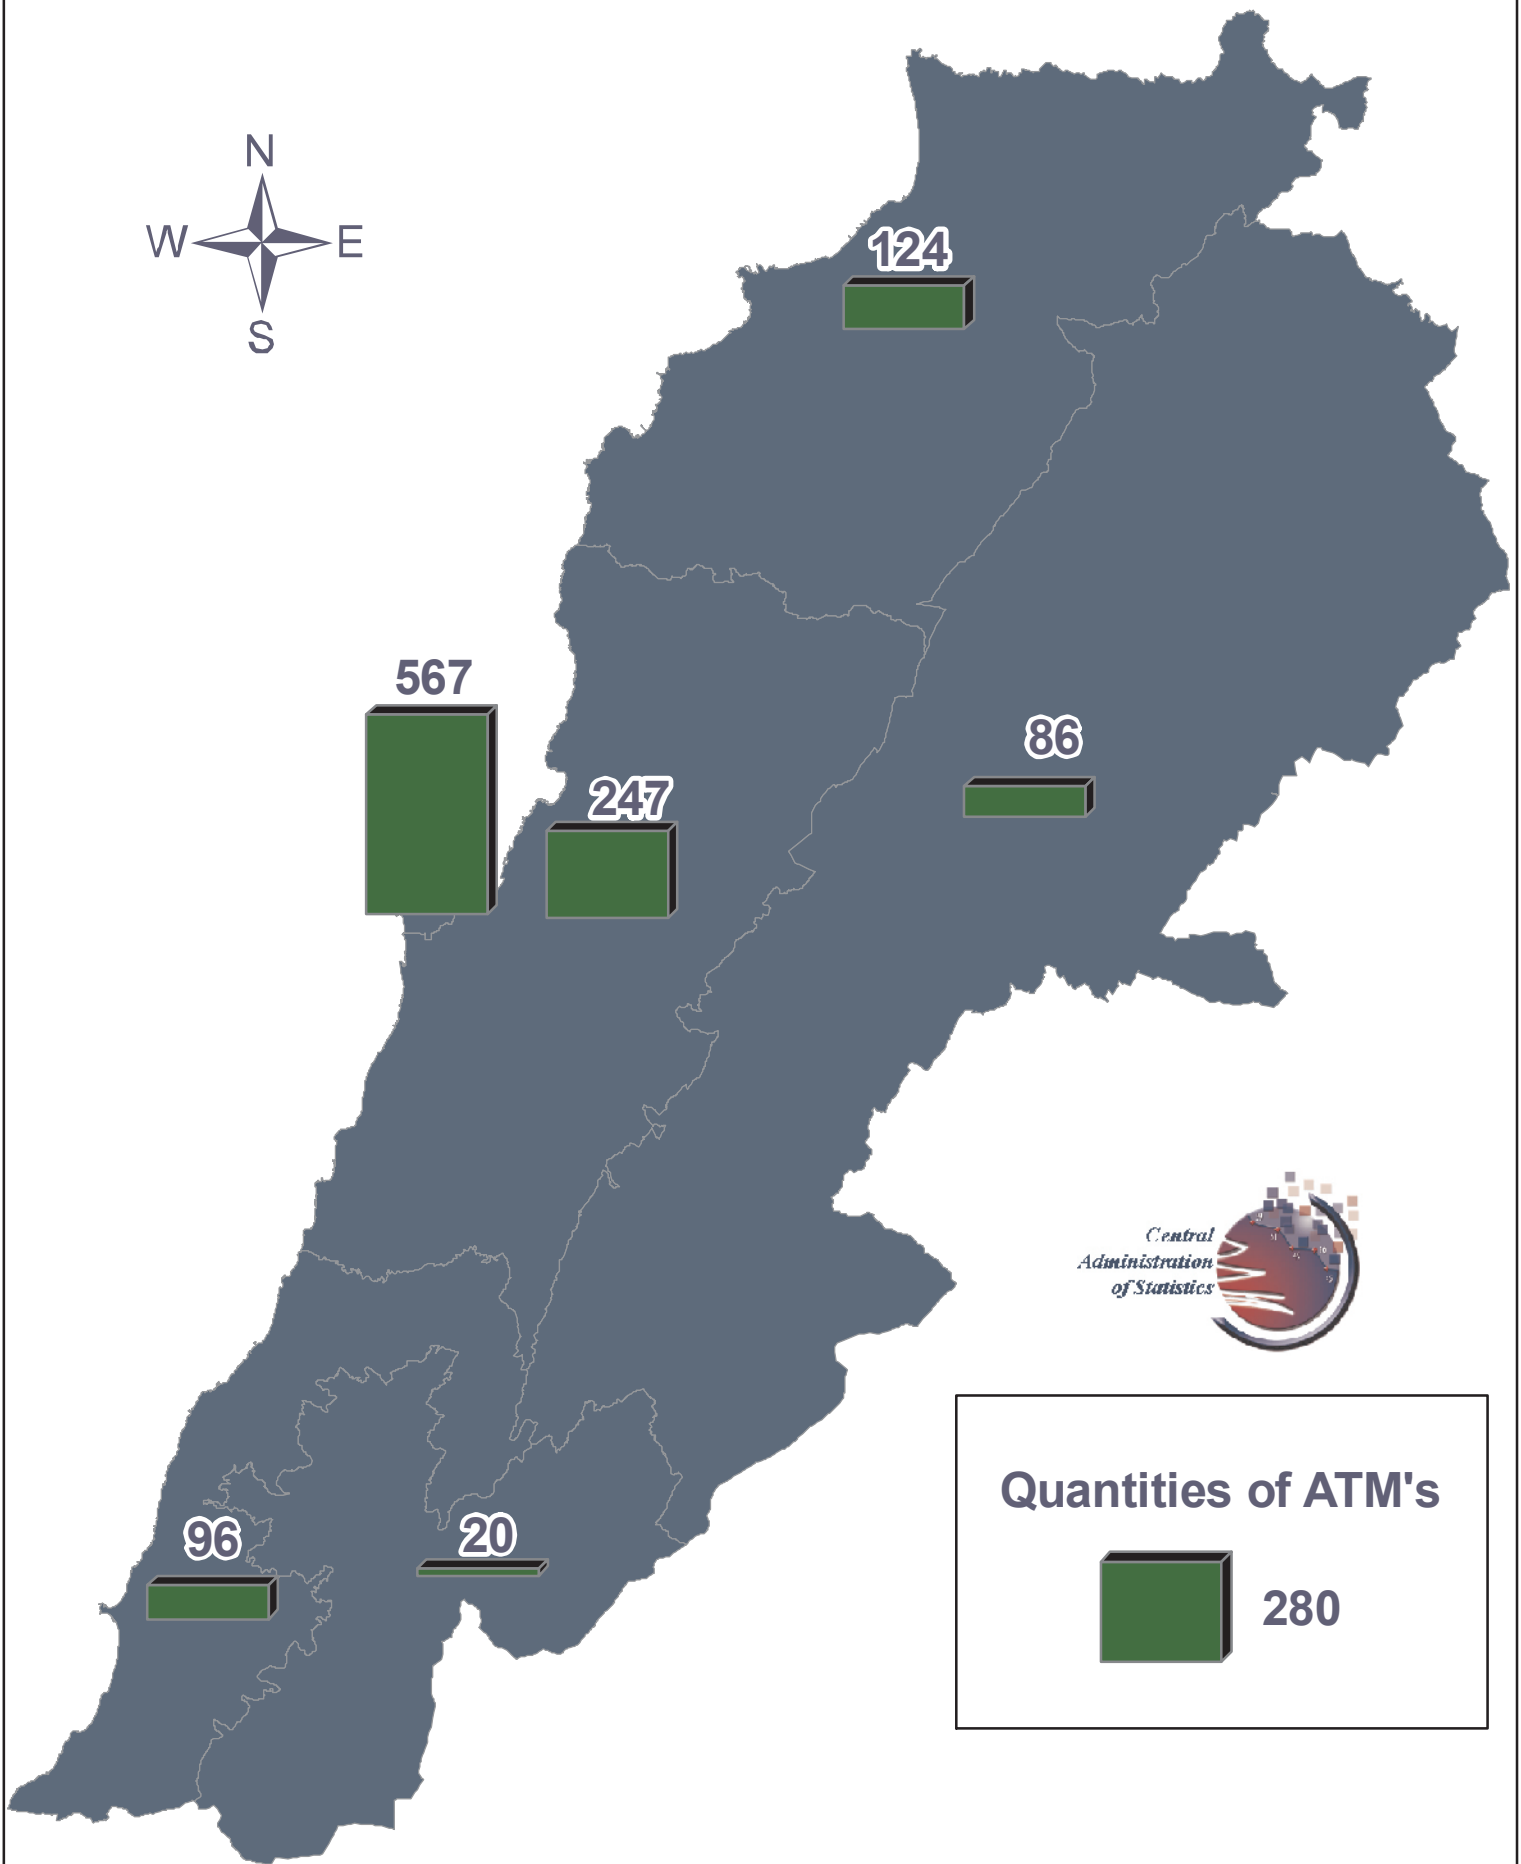 N
W E
S
124
567
86
247
Central
Administration
of Statistics
96
20
Quantities of ATM's
280